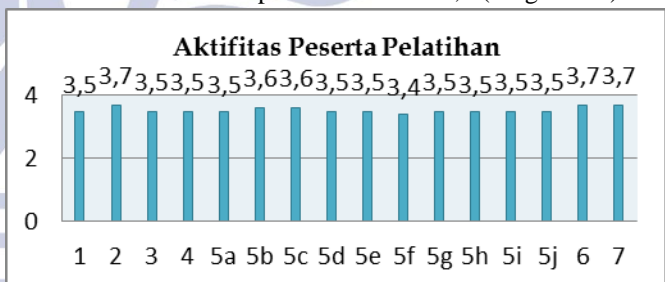 Aktifitas Peserta Pelatihan
3,5 3,7 3,5 3,5 3,5 3,6 3,6 3,5 3,5 3,4 3,5 3,5 3,5 3,5 3,7 3,7
4
2
0
1 2 3 4 5a 5b 5c 5d 5e 5f 5g 5h 5i 5j 6 7